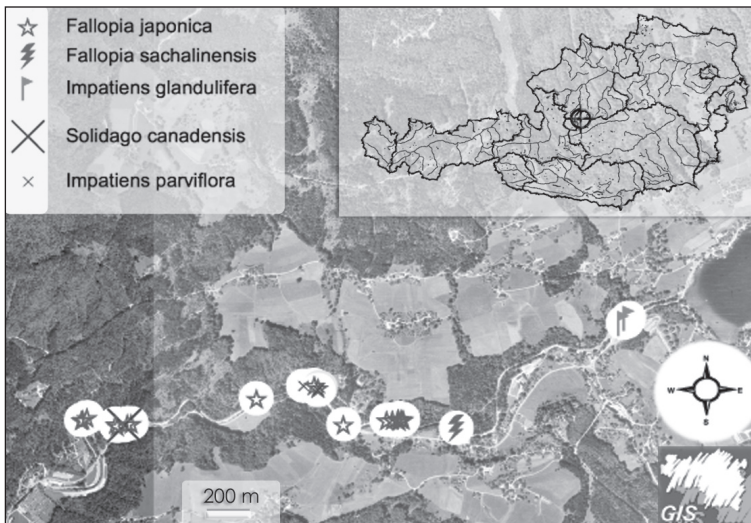 Fallopia japonica
Fallopia sachalinensis
Impatiens glandulifera
Solidago canadensis
Impatiens parviflora
N
W E
S
200 m
GIS